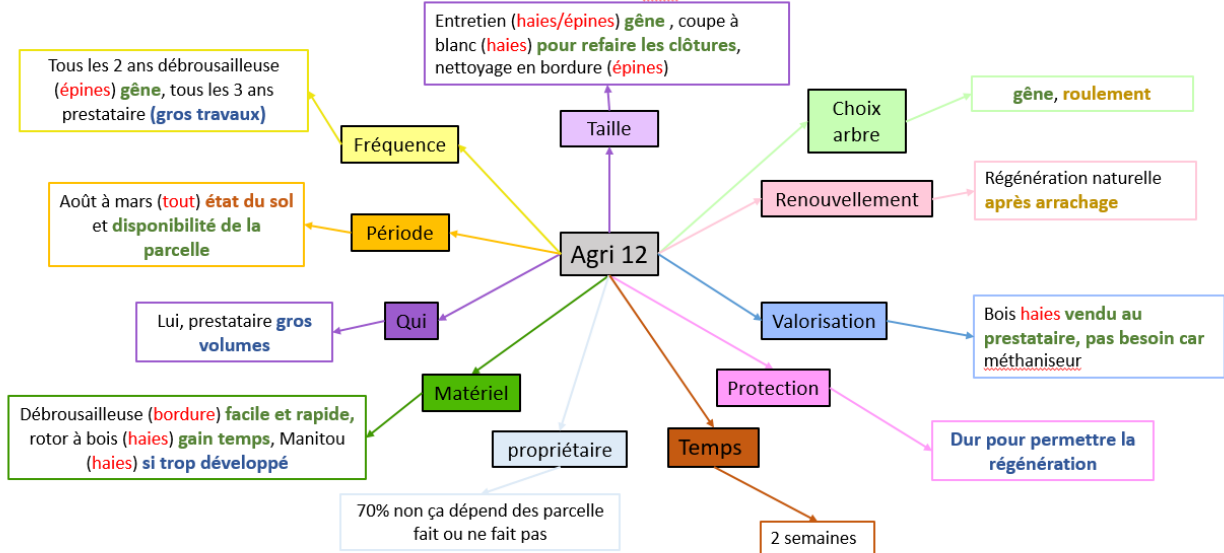 Entretien (haies/épines) gêne , coupe à
blanc (haies) pour refaire les clôtures,
nettoyage en bordure (épines)
Tous les 2 ans débrousailleuse
(épines) gêne, tous les 3 ans
prestataire (gros travaux)
Taille
Choix
arbre
gêne, roulement
Fréquence
Renouvellement
Régénération naturelle
après arrachage
Août à mars (tout) état du sol
et disponibilité de la
parcelle
Période
Agri 12
Qui
Lui, prestataire gros
volumes
Valorisation
Bois haies vendu au
prestataire, pas besoin car
méthaniseur
Matériel
Protection
Débrousailleuse (bordure) facile et rapide,
rotor à bois (haies) gain temps, Manitou
(haies) si trop développé
propriétaire
Temps
Dur pour permettre la
régénération
70% non ça dépend des parcelle
fait ou ne fait pas
2 semaines